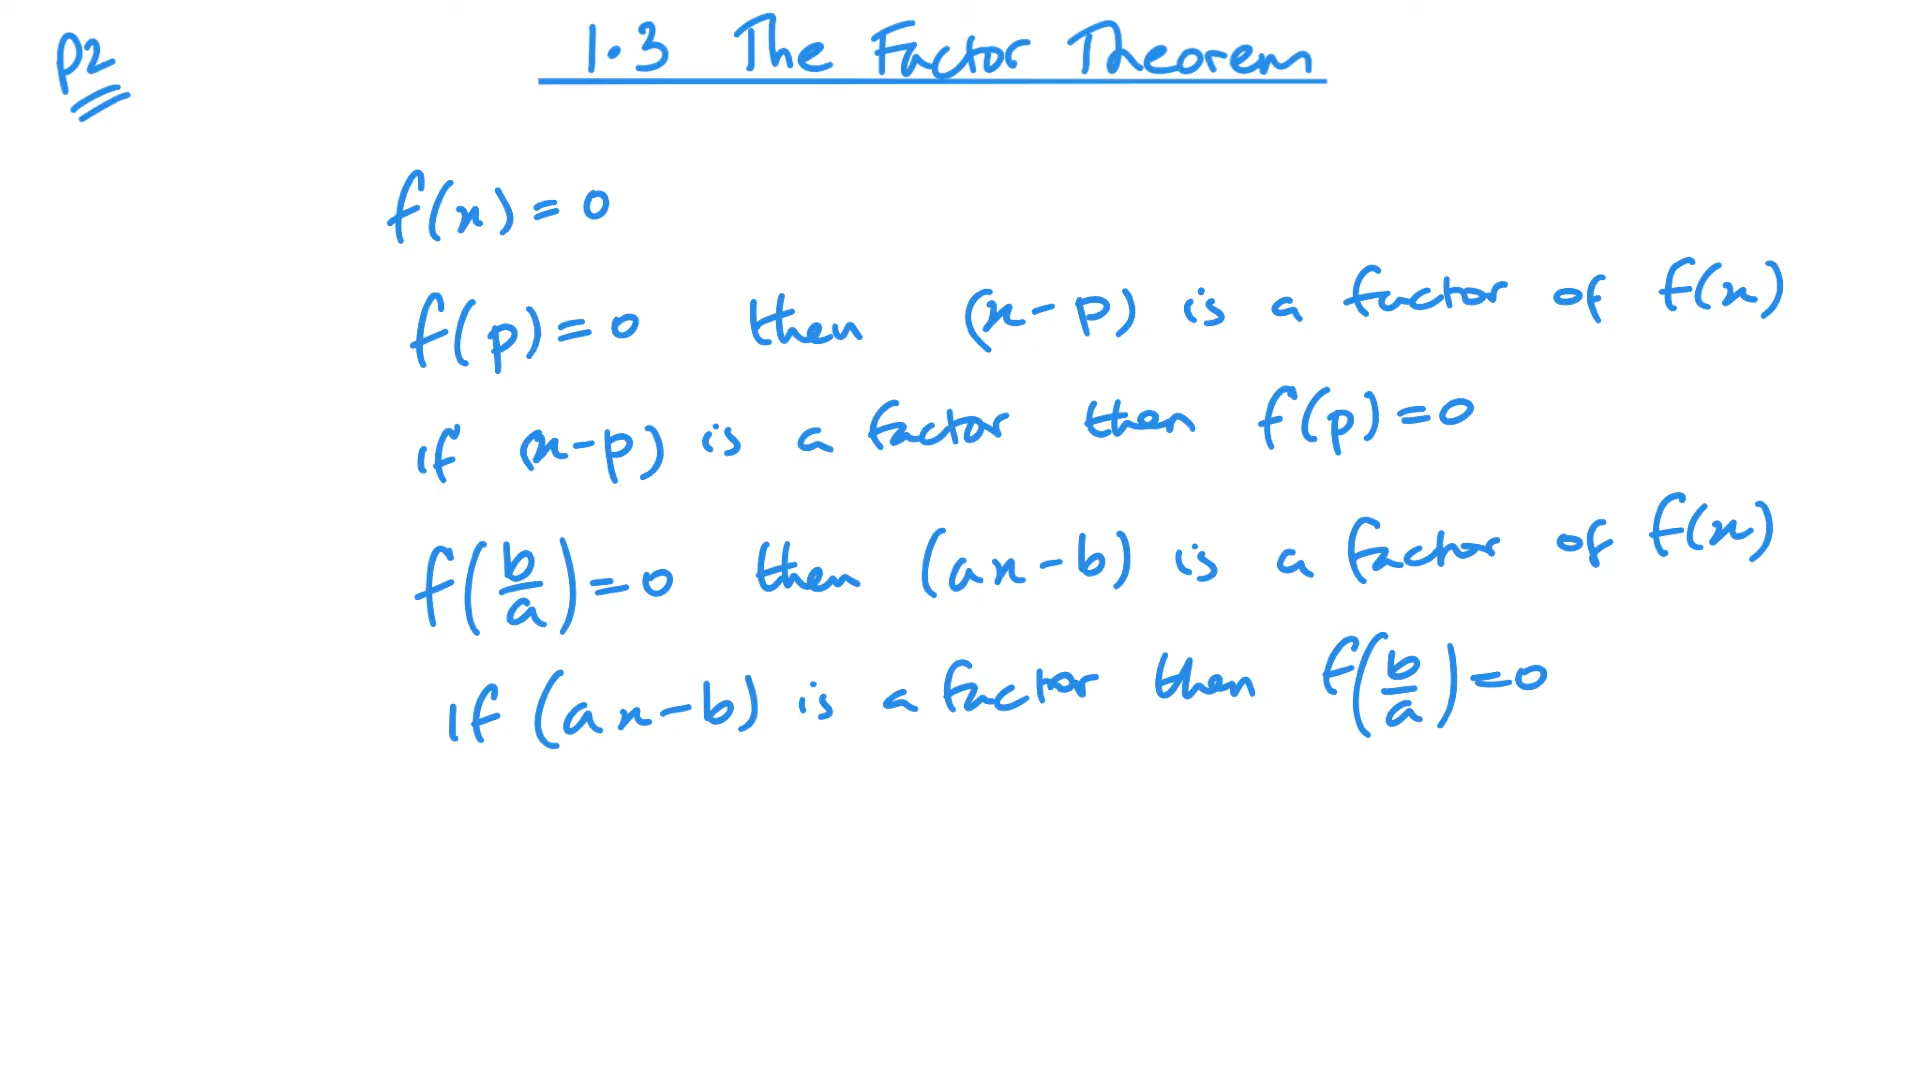 P2
1.3 The Factor Theorem
f(x) = 0
f(p) = 0 then (x-p) is a factor of f(x)
if (x-p) is a factor then f(p) = 0
f(b/a) = 0 then (ax-b) is a factor of f(x)
if (ax-b) is a factor then f(b/a) = 0